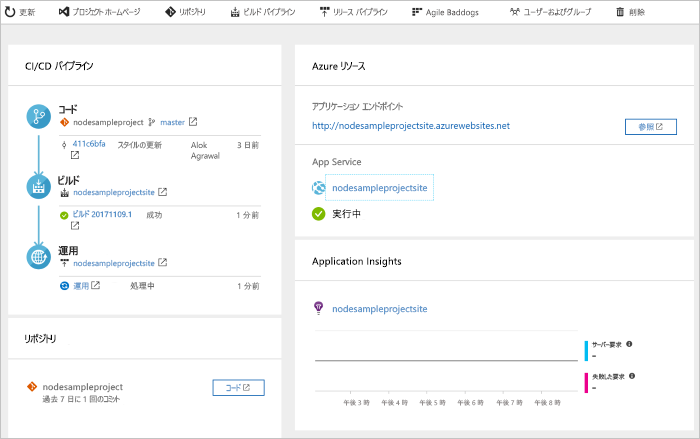 更新 プロジェクト ホームページ リポジトリ ビルド パイプライン リリース パイプライン Agile Baddogs ユーザーおよびグループ 削除
CI/CD パイプライン
コード
nodesampleproject master
411c6bfa スタイルの更新 Alok Agrawal 3 日前
ビルド
nodesampleprojectsite
ビルド 20171109.1 成功 1 分前
運用
nodesampleprojectsite
運用 処理中 1 分前
リポジトリ
nodesampleproject
過去 7 日に 1 回のコミット
コード
Azure リソース
アプリケーション エンドポイント
http://nodesampleprojectsite.azurewebsites.net 参照
App Service
nodesampleprojectsite
実行中
Application Insights
nodesampleprojectsite
サーバー要求
--
失敗した要求
--
午後 3 時 午後 4 時 午後 5 時 午後 6 時 午後 7 時 午後 8 時